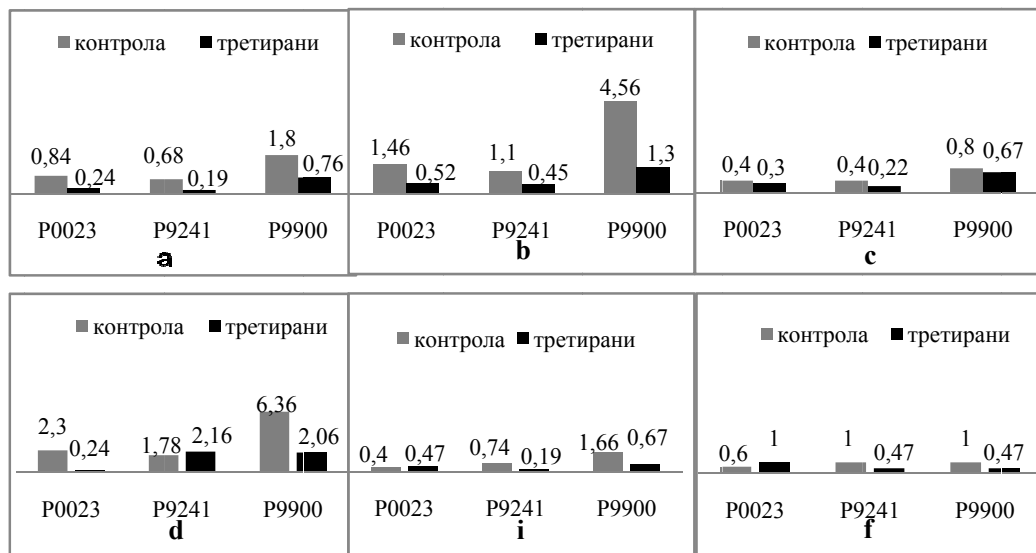 контрола третирани
0,84 0,24 0,68 0,19 1,8 0,76
P0023 P9241 P9900
a
контрола третирани
1,46 0,52 1,1 0,45 4,56 1,3
P0023 P9241 P9900
b
контрола третирани
0,4 0,3 0,4 0,22 0,8 0,67
P0023 P9241 P9900
c
контрола третирани
2,3 0,24 1,78 2,16 6,36 2,06
P0023 P9241 P9900
d
контрола третирани
0,4 0,47 0,74 0,19 1,66 0,67
P0023 P9241 P9900
i
контрола третирани
0,6 1 1 0,47 1 0,47
P0023 P9241 P9900
f